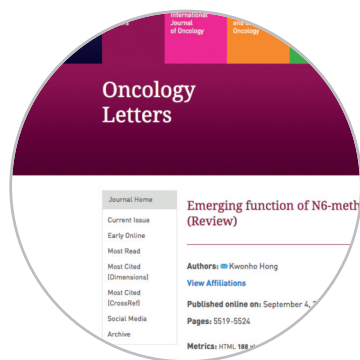 International
Journal
of Oncology
Oncology
Oncology
Letters
Journal Home
Current Issue
Early Online
Most Read
Most Cited
(Dimensions)
Most Cited
(CrossRef)
Social Media
Archive
Emerging function of N6-meth
(Review)
Authors: Kwonho Hong
View Affiliations
Published online on: September 4, 2
Pages: 5519-5524
Metrics: HTML 188